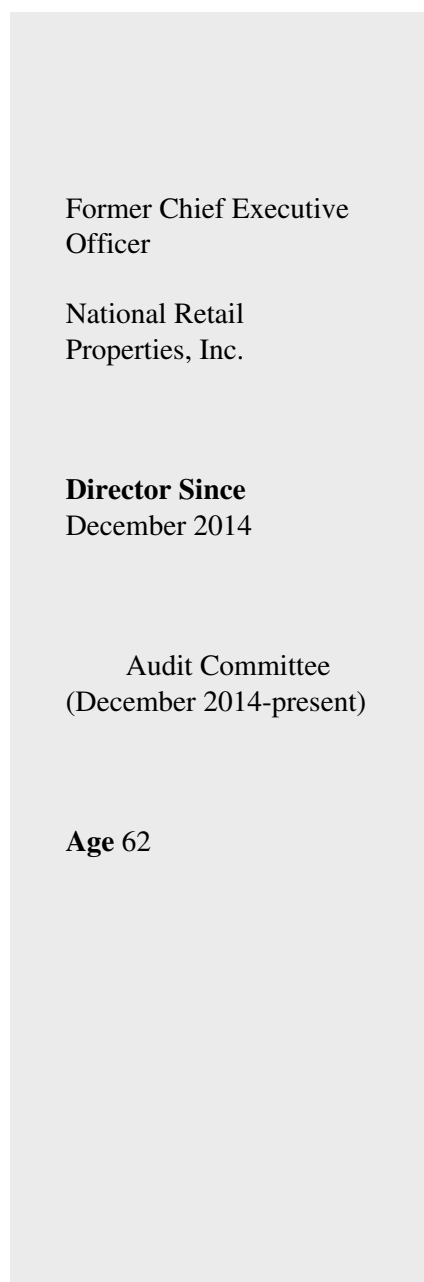 Former Chief Executive
Officer
National Retail
Properties, Inc.
Director Since
December 2014
Audit Committee
(December 2014-present)
Age 62